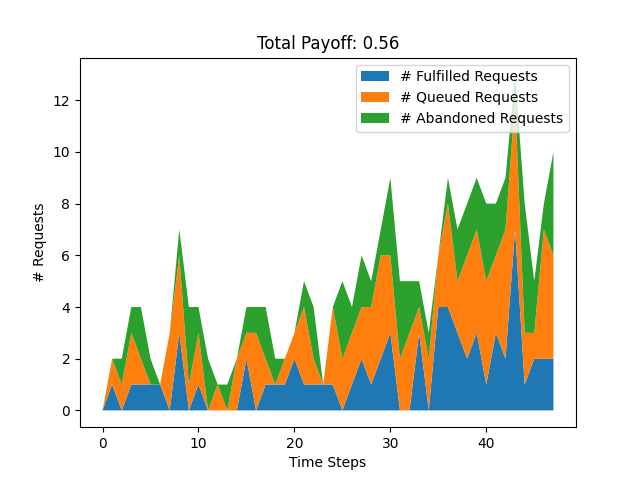 Total Payoff: 0.56
# Fulfilled Requests
# Queued Requests
# Abandoned Requests
12
10
8
6
4
2
0
# Requests
0 10 20 30 40
Time Steps